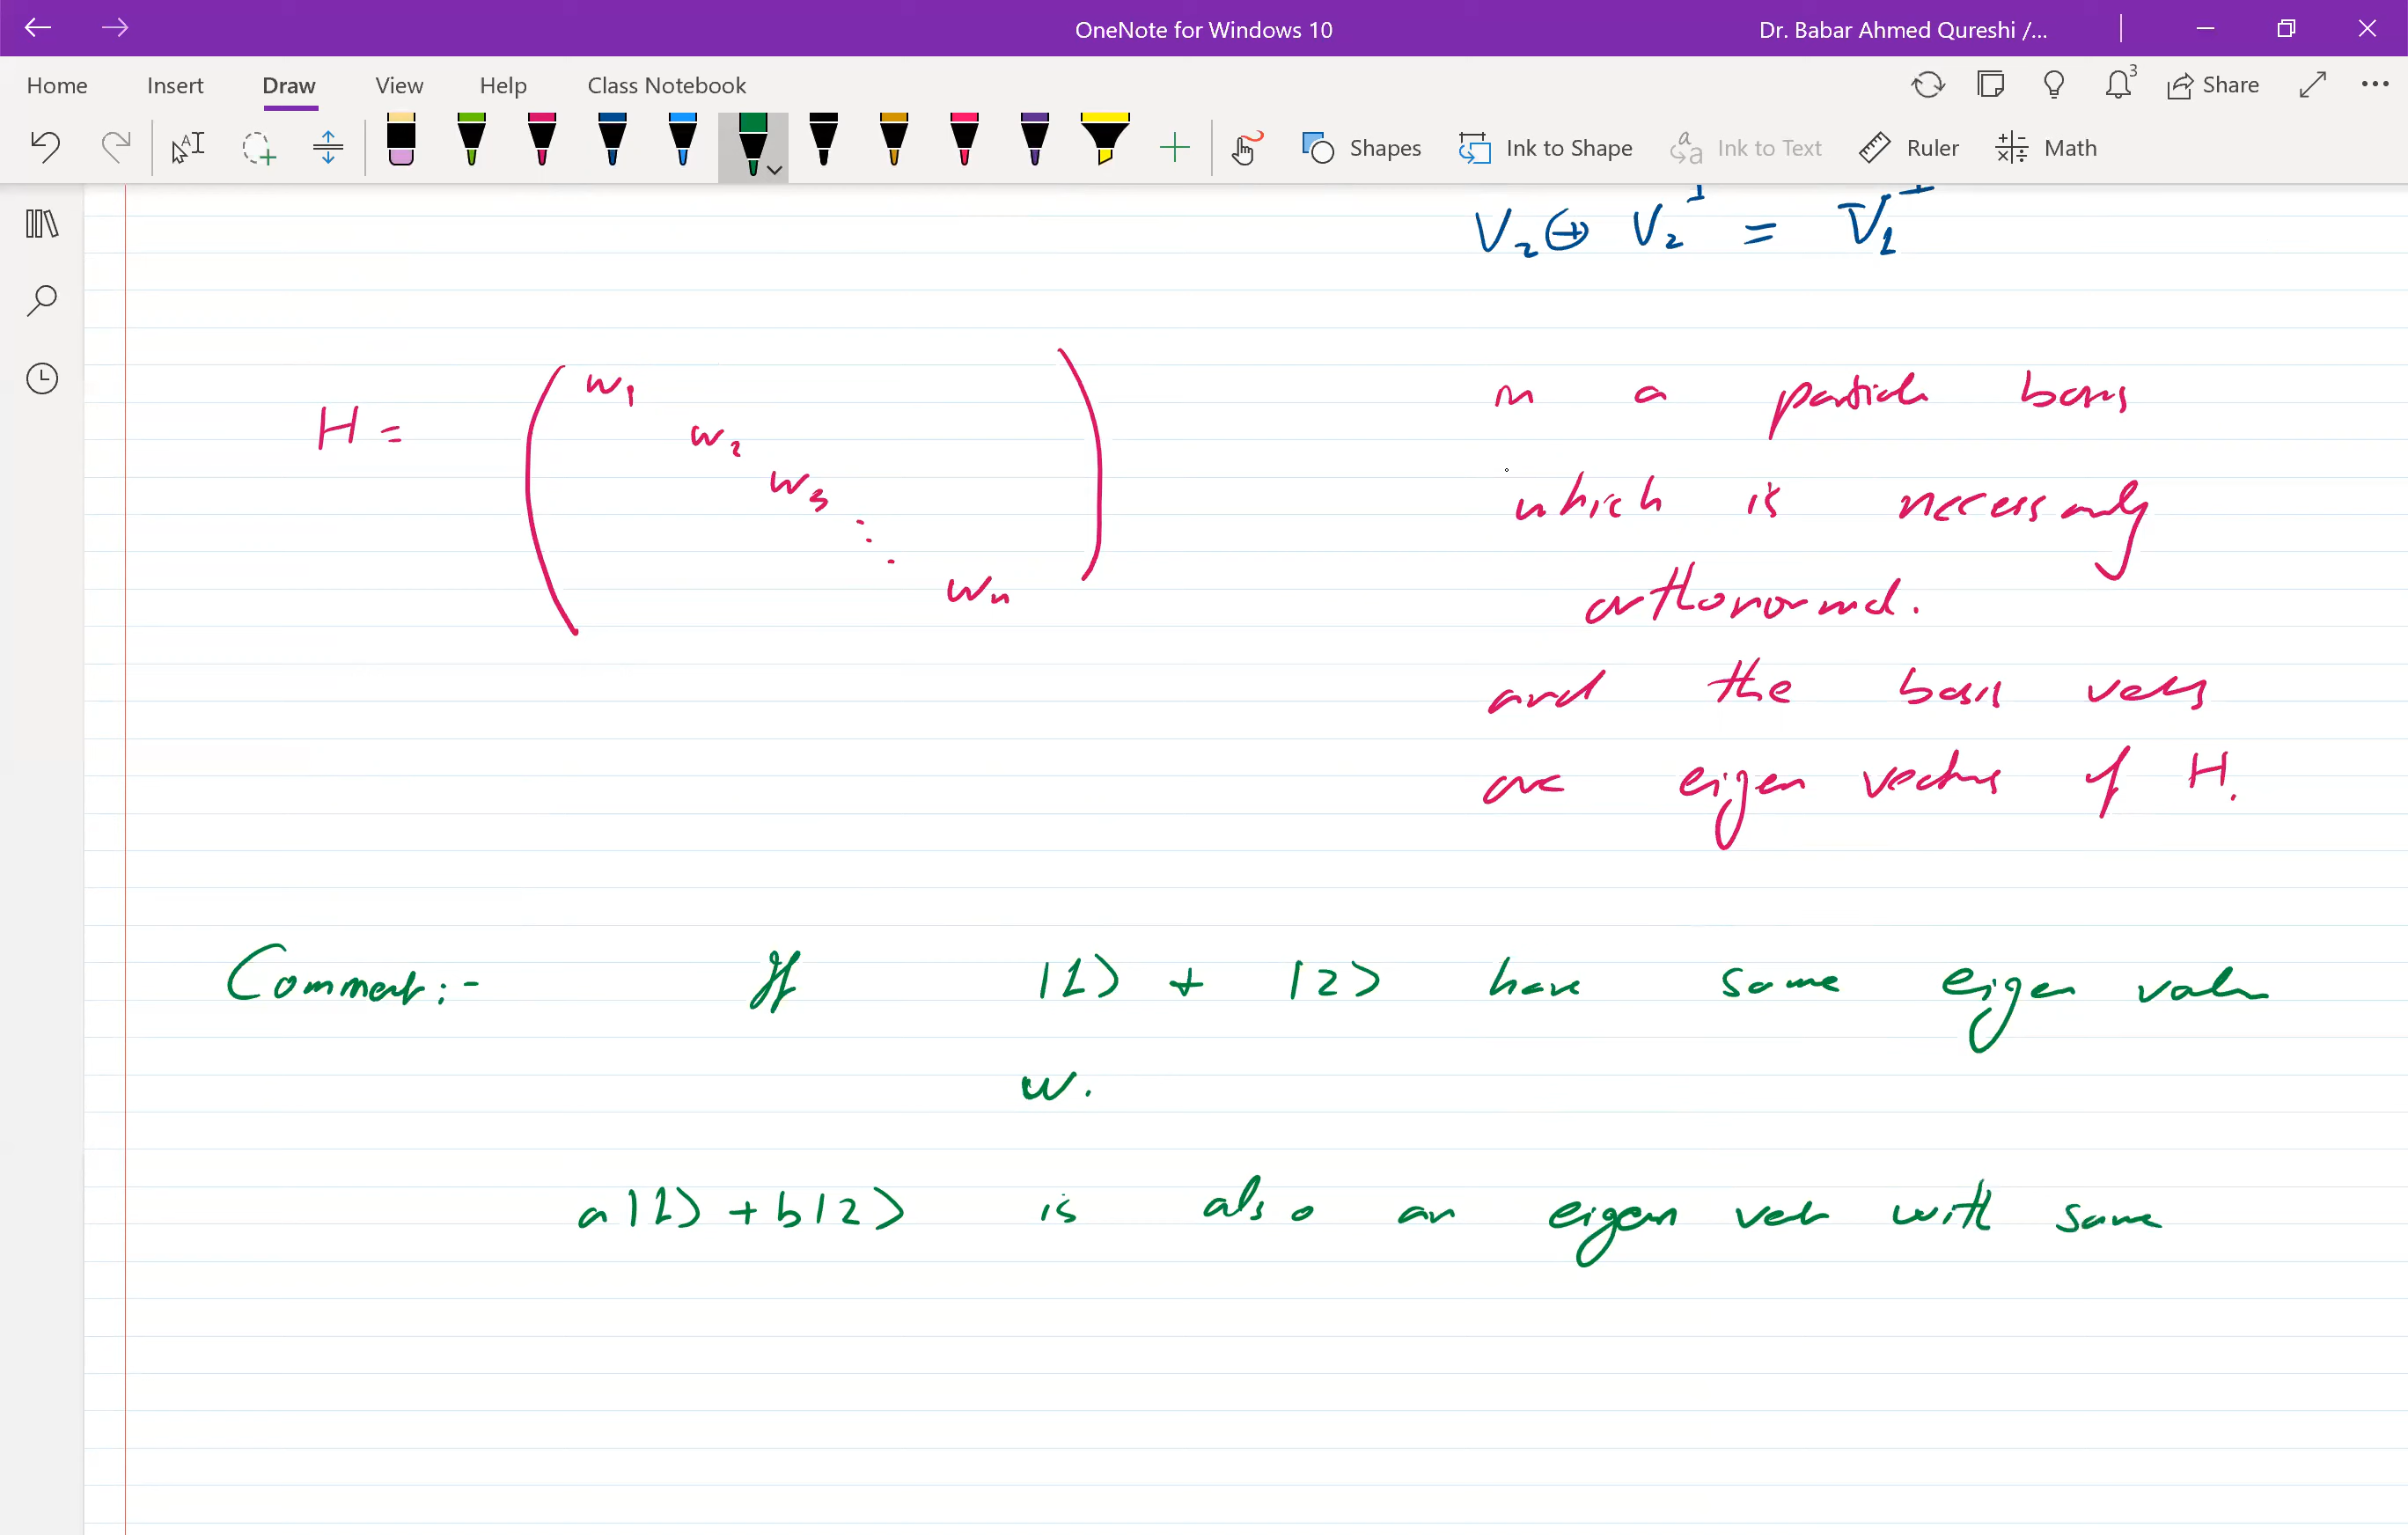 OneNote for Windows 10
Dr. Babar Ahmed Qureshi /...
Home Insert Draw View Help Class Notebook
3 Share
Shapes Ink to Shape Ink to Text Ruler Math
V₂ ⊕ V₂^⊥ = V₁^⊥
H = ( w₁ w₂ w₃ ⋱ wₙ )
in a basis
which is necessarily
orthonormal.
and the basis
are eigen vectors of H.
Comment:- If |1> + |2> have same eigen value
w.
a|1> + b|2> is also an eigen with same